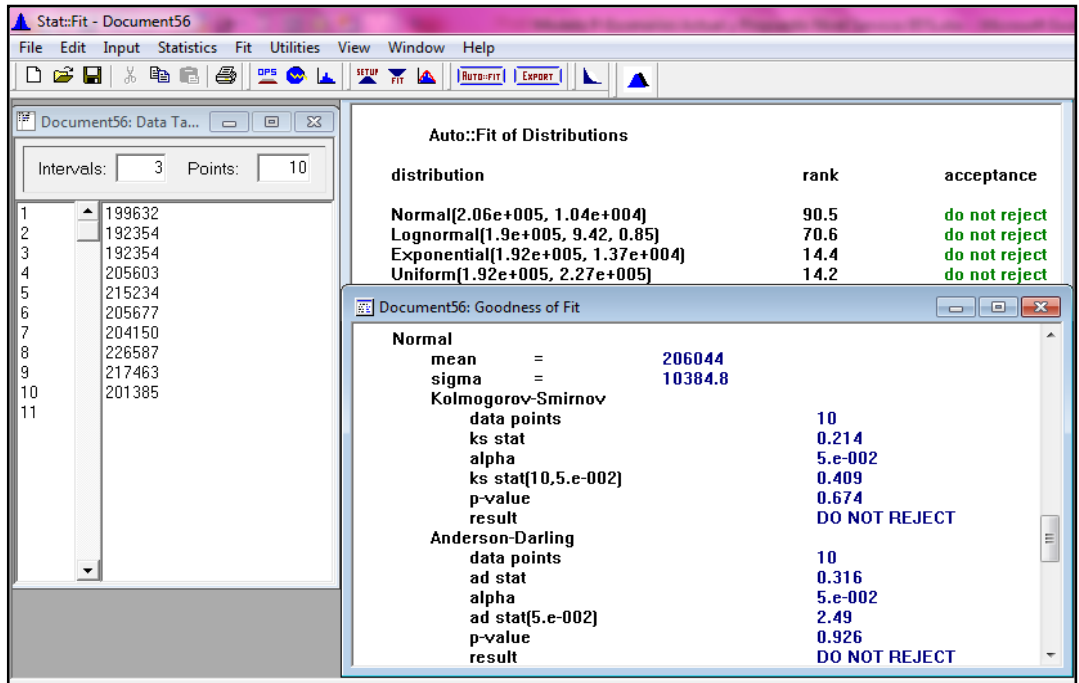 Stat::Fit - Document56
File Edit Input Statistics Fit Utilities View Window Help
OPS SETUP FIT AUTO::FIT EXPORT
Document56: Data Ta...
Intervals: 3 Points: 10
1 199632
2 192354
3 192354
4 205603
5 215234
6 205677
7 204150
8 226587
9 217463
10 201385
11
Auto::Fit of Distributions
distribution rank acceptance
Normal(2.06e+005, 1.04e+004) 90.5 do not reject
Lognormal(1.9e+005, 9.42, 0.85) 70.6 do not reject
Exponential(1.92e+005, 1.37e+004) 14.4 do not reject
Uniform(1.92e+005, 2.27e+005) 14.2 do not reject
Document56: Goodness of Fit
Normal
mean = 206044
sigma = 10384.8
Kolmogorov-Smirnov
data points 10
ks stat 0.214
alpha 5.e-002
ks stat(10,5.e-002) 0.409
p-value 0.674
result DO NOT REJECT
Anderson-Darling
data points 10
ad stat 0.316
alpha 5.e-002
ad stat(5.e-002) 2.49
p-value 0.926
result DO NOT REJECT